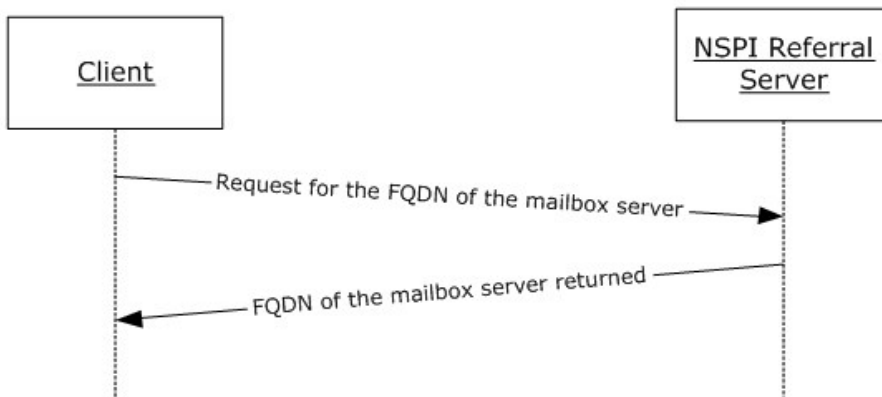 Client
NSPI Referral
Server
Request for the FQDN of the mailbox server
FQDN of the mailbox server returned